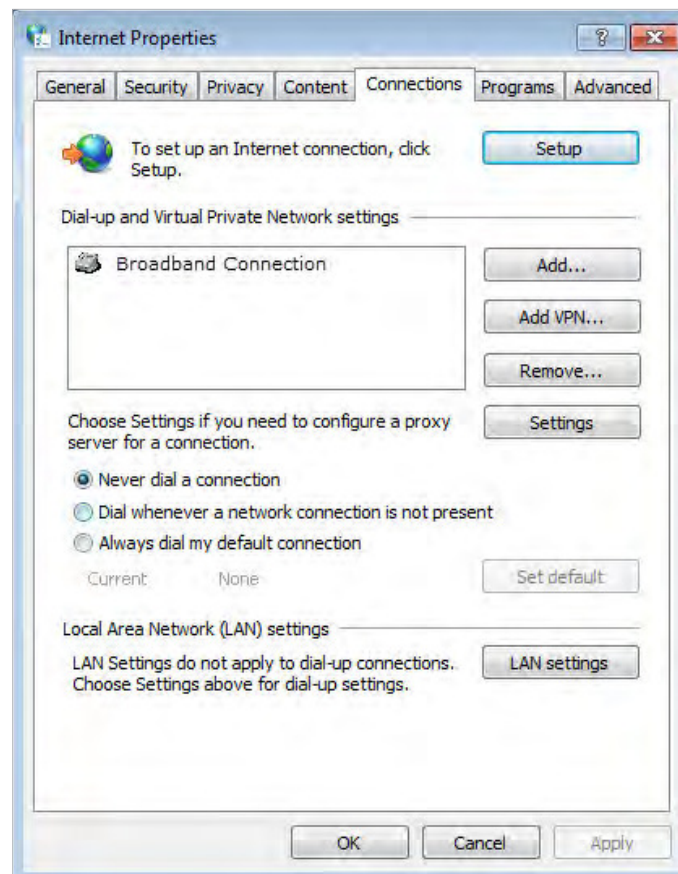 Internet Properties
General Security Privacy Content Connections Programs Advanced
To set up an Internet connection, click
Setup.
Setup
Dial-up and Virtual Private Network settings
Broadband Connection
Add...
Add VPN...
Remove...
Choose Settings if you need to configure a proxy
server for a connection.
Settings
Never dial a connection
Dial whenever a network connection is not present
Always dial my default connection
Current None
Set default
Local Area Network (LAN) settings
LAN Settings do not apply to dial-up connections.
Choose Settings above for dial-up settings.
LAN settings
OK Cancel Apply